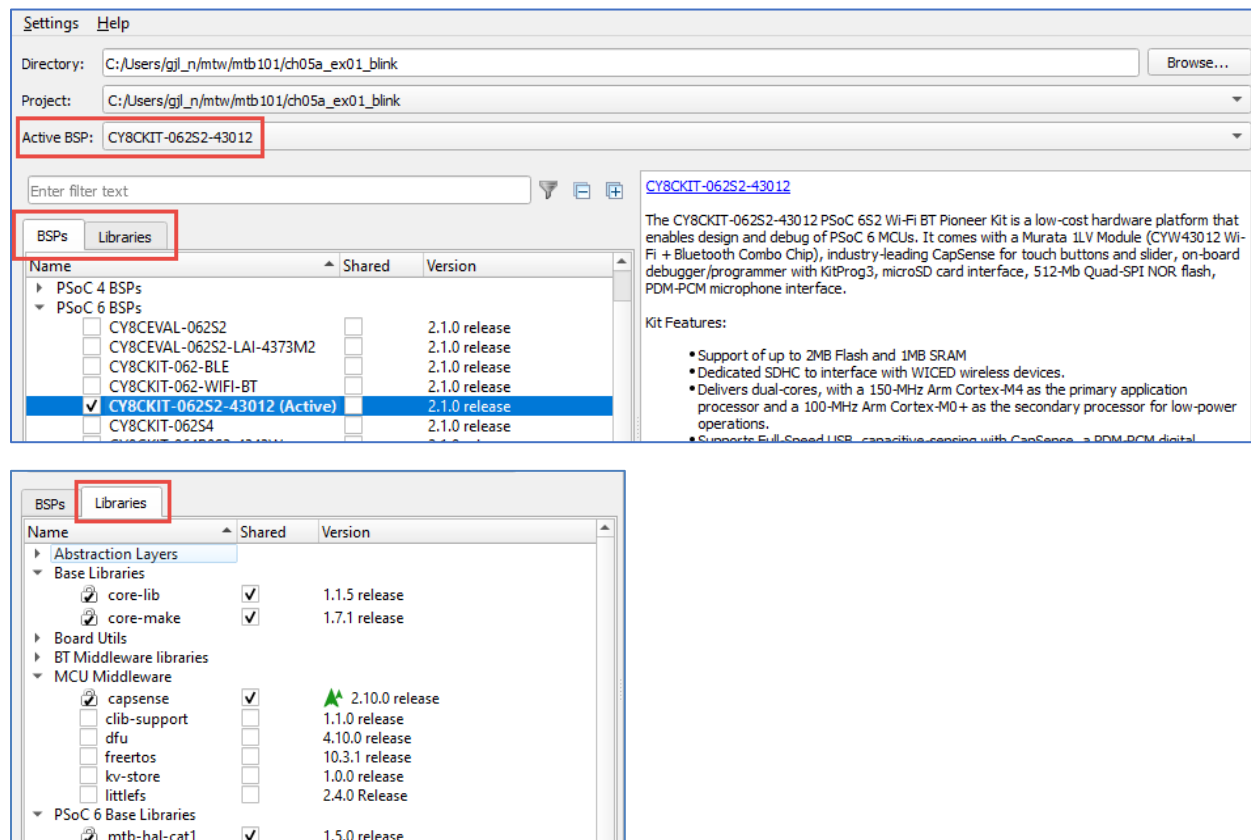 Settings Help
Directory: C:/Users/gjl_n/mtw/mtb101/ch05a_ex01_blink Browse...
Project: C:/Users/gjl_n/mtw/mtb101/ch05a_ex01_blink
Active BSP: CY8CKIT-062S2-43012
Enter filter text
BSPs Libraries
Name Shared Version
PSoC 4 BSPs
PSoC 6 BSPs
CY8CEVAL-062S2 2.1.0 release
CY8CEVAL-062S2-LAI-4373M2 2.1.0 release
CY8CKIT-062-BLE 2.1.0 release
CY8CKIT-062-WIFI-BT 2.1.0 release
CY8CKIT-062S2-43012 (Active) 2.1.0 release
CY8CKIT-062S4 2.1.0 release
CY8CKIT-062S2-43012
The CY8CKIT-062S2-43012 PSoC 6S2 Wi-Fi BT Pioneer Kit is a low-cost hardware platform that
enables design and debug of PSoC 6 MCUs. It comes with a Murata 1LV Module (CYW43012 Wi-
Fi + Bluetooth Combo Chip), industry-leading CapSense for touch buttons and slider, on-board
debugger/programmer with KitProg3, microSD card interface, 512-Mb Quad-SPI NOR flash,
PDM-PCM microphone interface.
Kit Features:
•Support of up to 2MB Flash and 1MB SRAM
•Dedicated SDHC to interface with WICED wireless devices.
•Delivers dual-cores, with a 150-MHz Arm Cortex-M4 as the primary application
processor and a 100-MHz Arm Cortex-M0+ as the secondary processor for low-power
operations.
•Supports Full-Speed USB, capacitive-sensing with CapSense, a PDM-PCM digital
BSPs Libraries
Name Shared Version
Abstraction Layers
Base Libraries
core-lib 1.1.5 release
core-make 1.7.1 release
Board Utils
BT Middleware libraries
MCU Middleware
capsense 2.10.0 release
clib-support 1.1.0 release
dfu 4.10.0 release
freertos 10.3.1 release
kv-store 1.0.0 release
littlefs 2.4.0 Release
PSoC 6 Base Libraries
mtb-hal-cat1 1.5.0 release